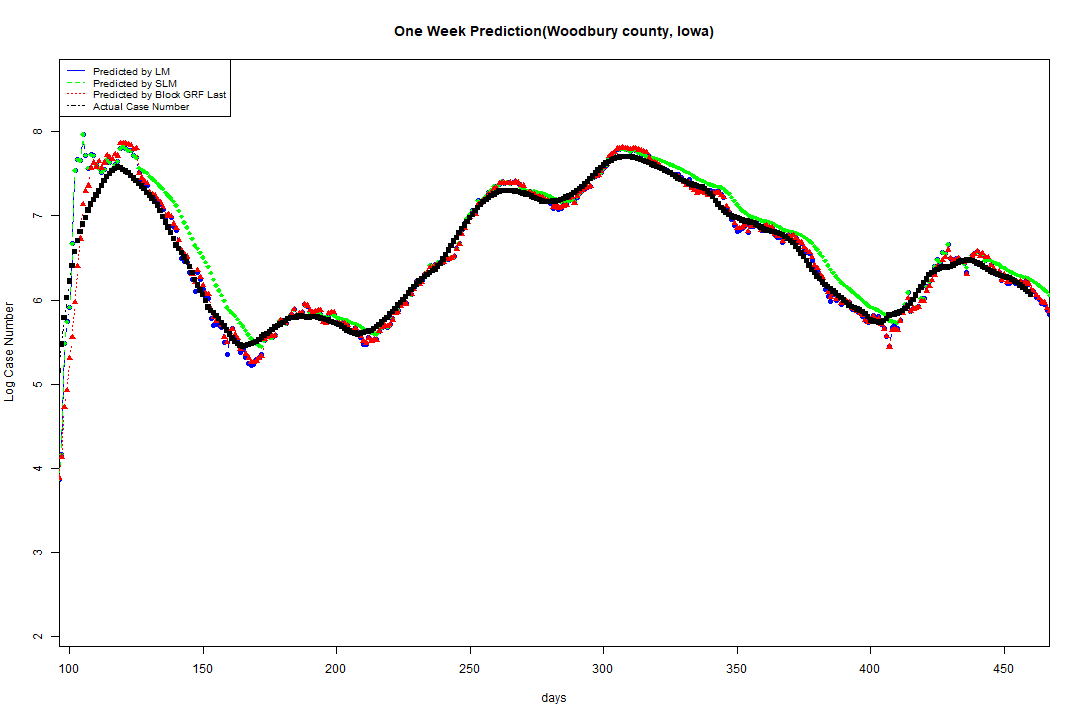 One Week Prediction(Woodbury county, Iowa)
Predicted by LM
Predicted by SLM
Predicted by Block GRF Last
Actual Case Number
8
7
6
5
4
3
2
Log Case Number
100 150 200 250 300 350 400 450
days